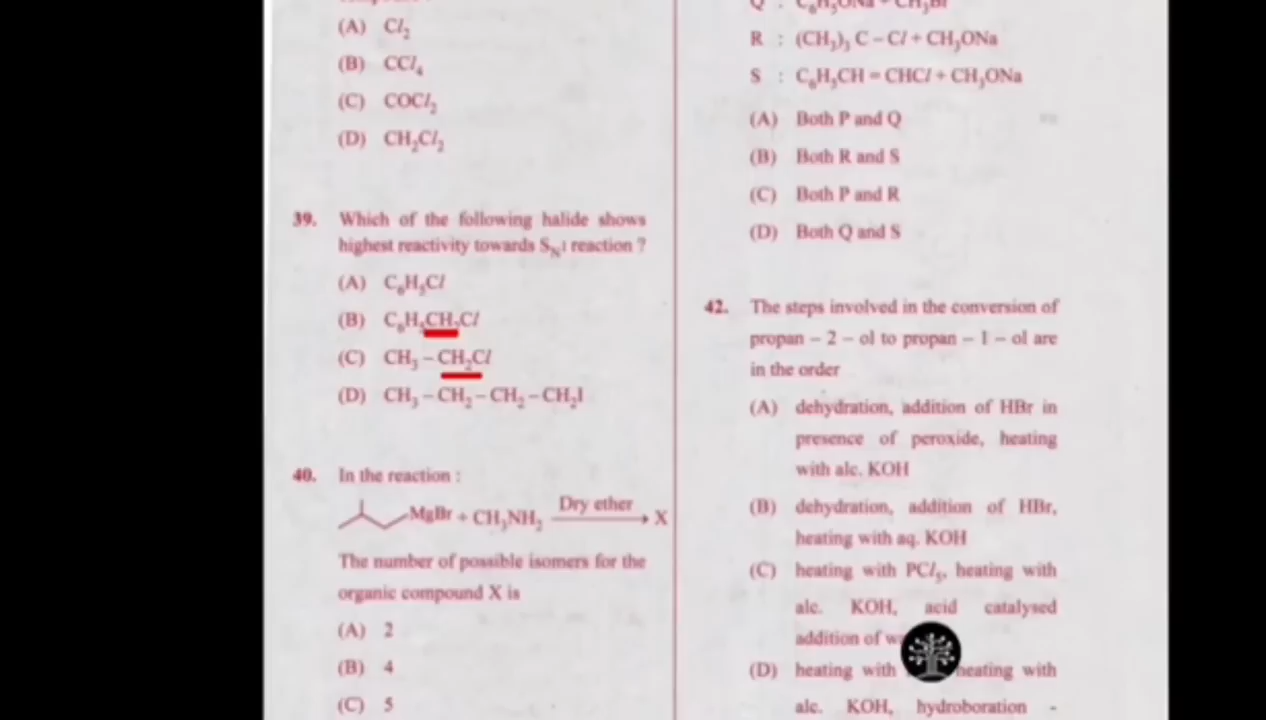 (A) Cl₂
(B) CCl₄
(C) COCl₂
(D) CH₂Cl₂
39. Which of the following halide shows
highest reactivity towards S_N1 reaction ?
(A) C₆H₅Cl
(B) C₆H₅CH₂Cl
(C) CH₃ – CH₂Cl
(D) CH₃ – CH₂ – CH₂ – CH₂I
40. In the reaction :
MgBr + CH₃NH₂ Dry ether → X
The number of possible isomers for the
organic compound X is
(A) 2
(B) 4
(C) 5
Q : C₆H₅ONa + CH₃Br
R : (CH₃)₃ C – Cl + CH₃ONa
S : C₆H₅CH = CHCl + CH₃ONa
(A) Both P and Q
(B) Both R and S
(C) Both P and R
(D) Both Q and S
42. The steps involved in the conversion of
propan – 2 – ol to propan – 1 – ol are
in the order
(A) dehydration, addition of HBr in
presence of peroxide, heating
with alc. KOH
(B) dehydration, addition of HBr,
heating with aq. KOH
(C) heating with PCl₅, heating with
alc. KOH, acid catalysed
addition of
(D) heating with heating with
alc. KOH, hydroboration -